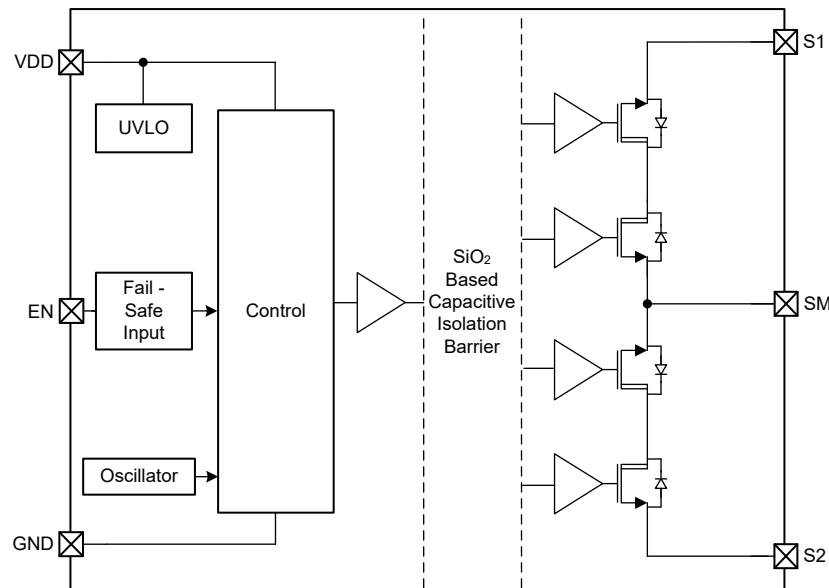 VDD
S1
UVLO
SiO₂
Based
Capacitive
Isolation
Barrier
EN
Fail -
Safe
Input
Control
SM
Oscillator
GND
S2